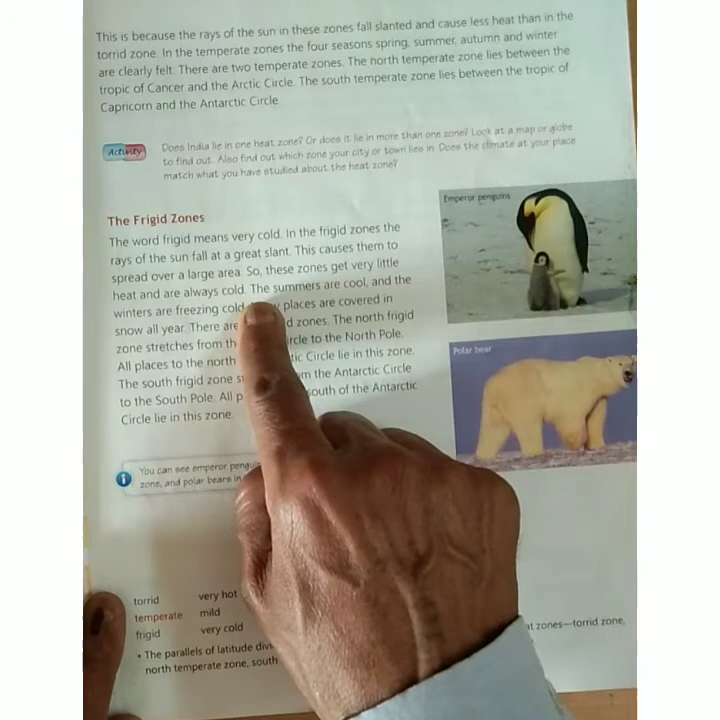 This is because the rays of the sun in these zones fall slanted and cause less heat than in the
torrid zone. In the temperate zones the four seasons spring, summer, autumn and winter
are clearly felt. There are two temperate zones. The north temperate zone lies between the
tropic of Cancer and the Arctic Circle. The south temperate zone lies between the tropic of
Capricorn and the Antarctic Circle.
Activity
Does India lie in one heat zone? Or does it lie in more than one zone? Look at a map or globe
to find out. Also find out which zone your city or town lies in. Does the climate at your place
match what you have studied about the heat zone?
The Frigid Zones
The word frigid means very cold. In the frigid zones the
rays of the sun fall at a great slant. This causes them to
spread over a large area. So, these zones get very little
heat and are always cold. The summers are cool, and the
winters are freezing cold. places are covered in
snow all year. There are zones. The north frigid
zone stretches from the to the North Pole.
All places to the north Circle lie in this zone.
The south frigid zone the Antarctic Circle
to the South Pole. All south of the Antarctic
Circle lie in this zone.
Emperor penguins
Polar bear
You can see emperor
zone, and polar bears in
torrid very hot
temperate mild
frigid very cold
• The parallels of latitude
north temperate zone, south
zones—torrid zone,